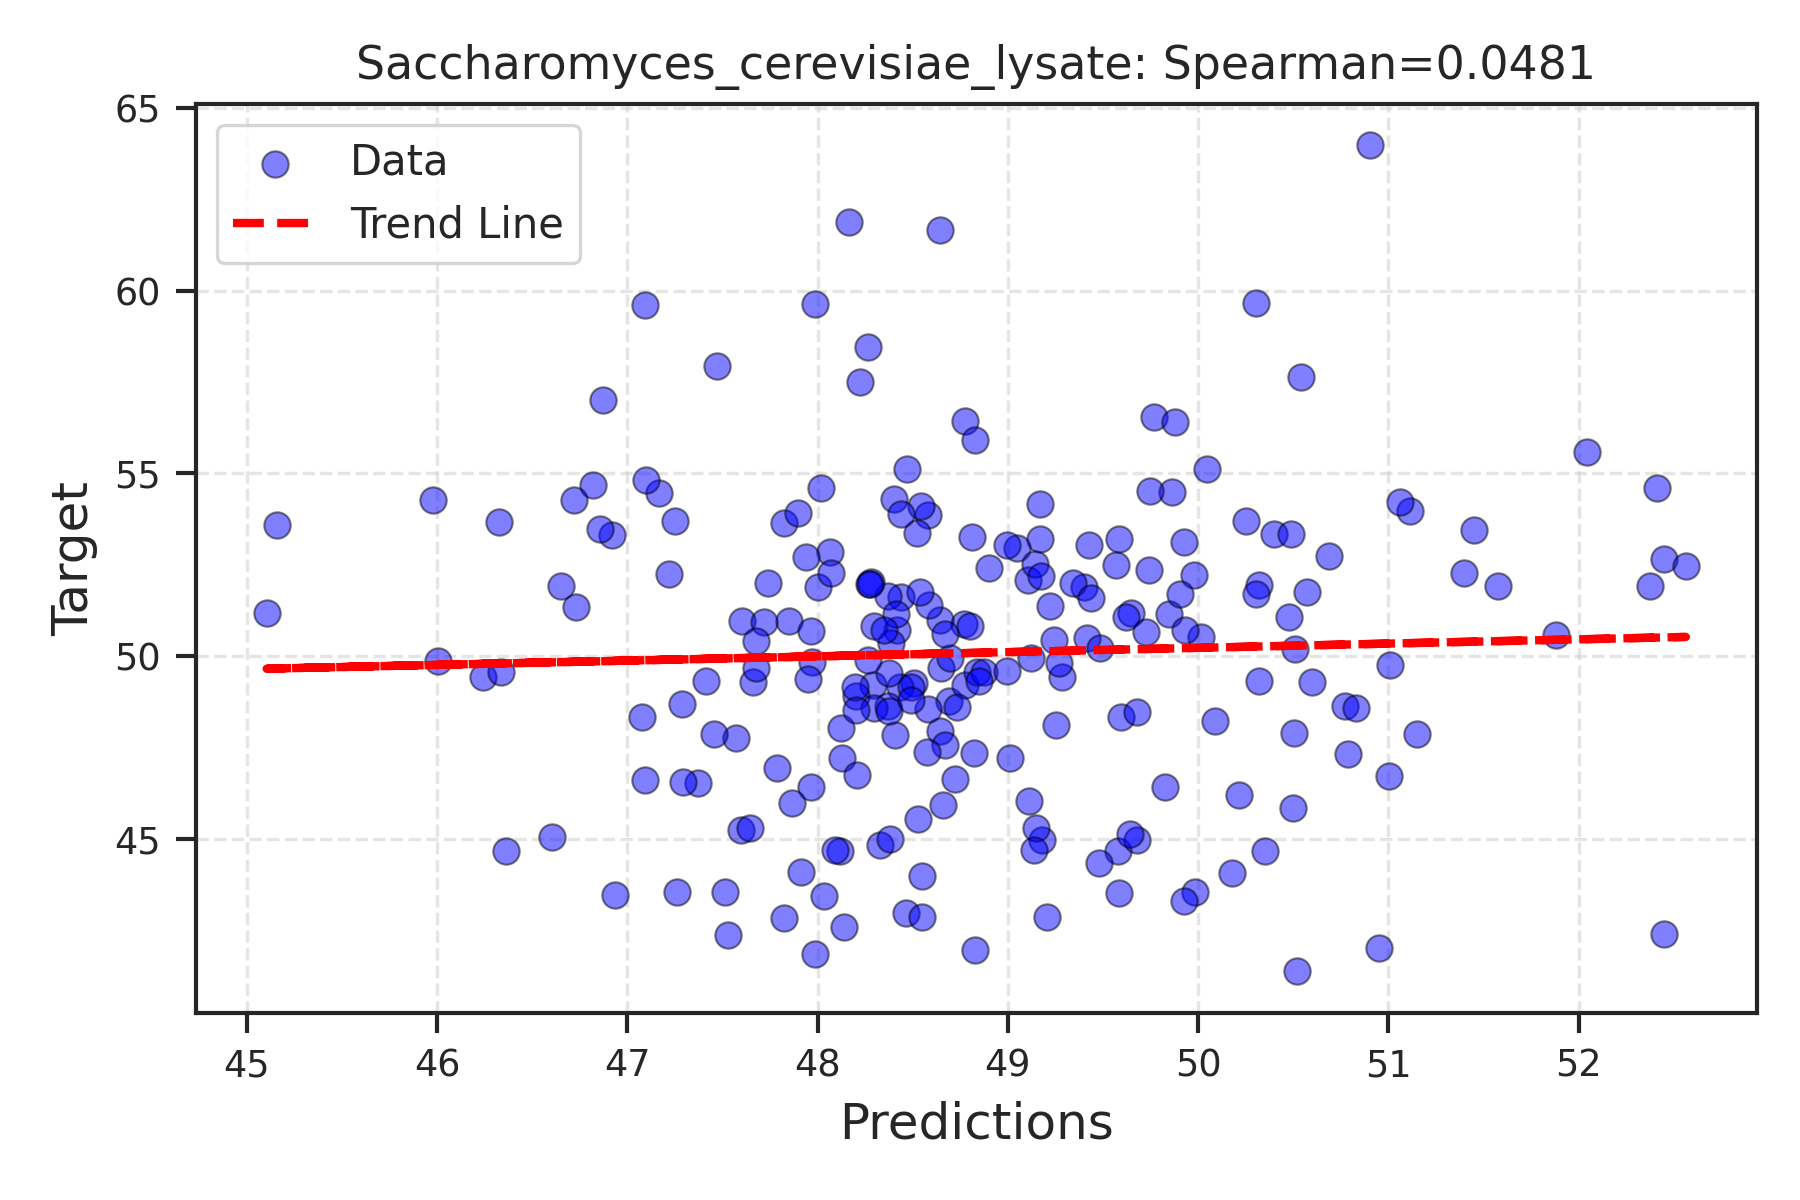 Saccharomyces_cerevisiae_lysate: Spearman=0.0481
Data
Trend Line
65
60
55
50
45
Target
45 46 47 48 49 50 51 52
Predictions